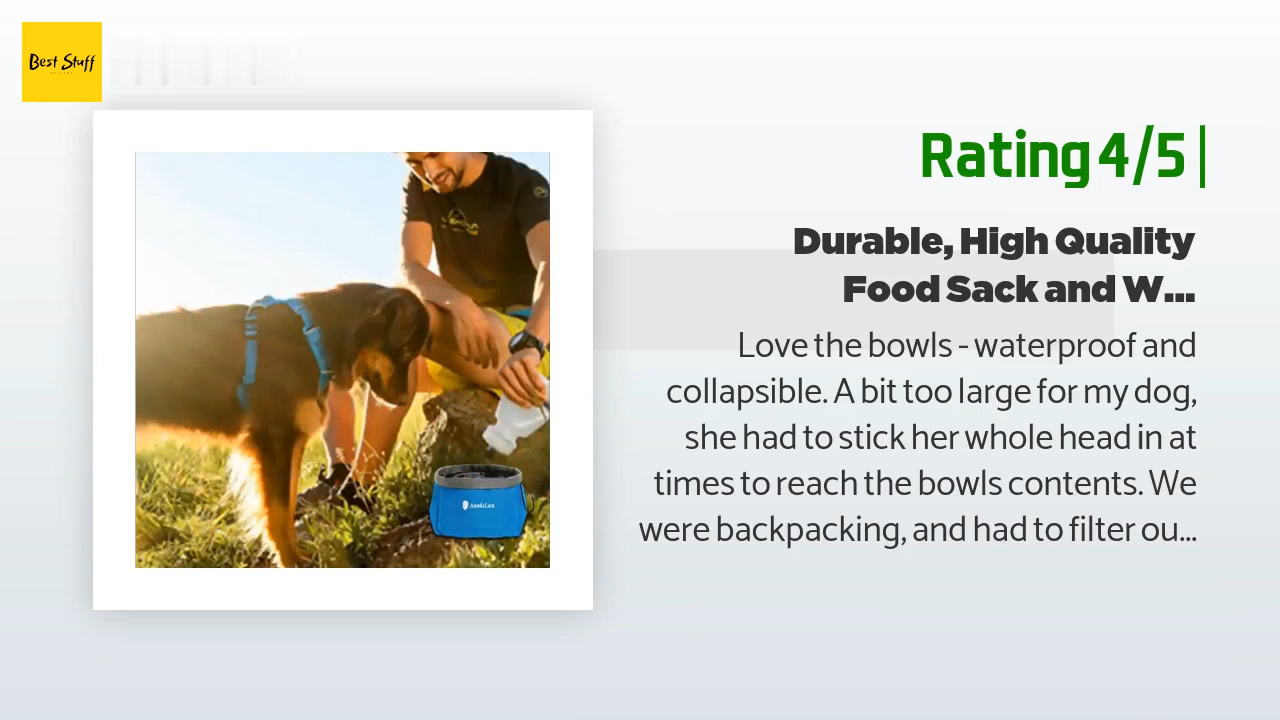 Best Stuff
Rating 4/5 |
Durable, High Quality
Food Sack and W...
Love the bowls - waterproof and
collapsible. A bit too large for my dog,
she had to stick her whole head in at
times to reach the bowls contents. We
were backpacking, and had to filter ou...